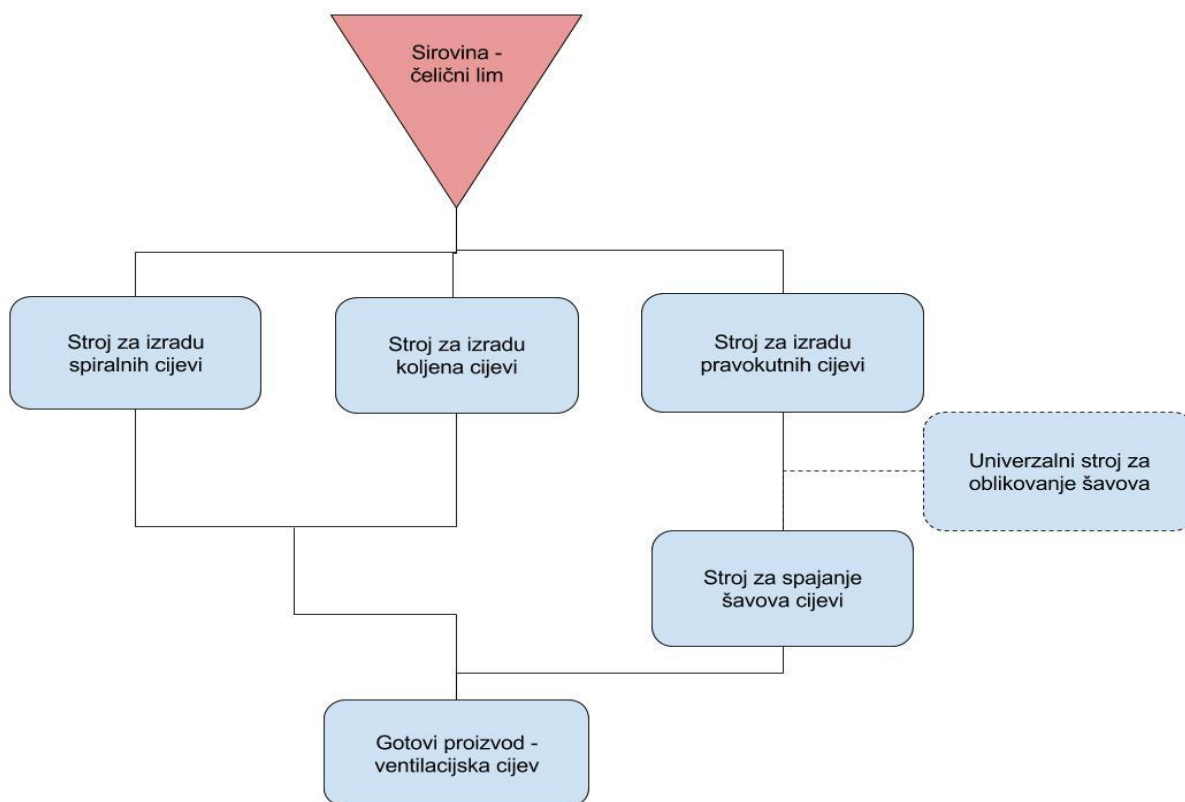 Sirovina -
čelični lim
Stroj za izradu
spiralnih cijevi
Stroj za izradu
koljena cijevi
Stroj za izradu
pravokutnih cijevi
Univerzalni stroj za
oblikovanje šavova
Stroj za spajanje
šavova cijevi
Gotovi proizvod -
ventilacijska cijev